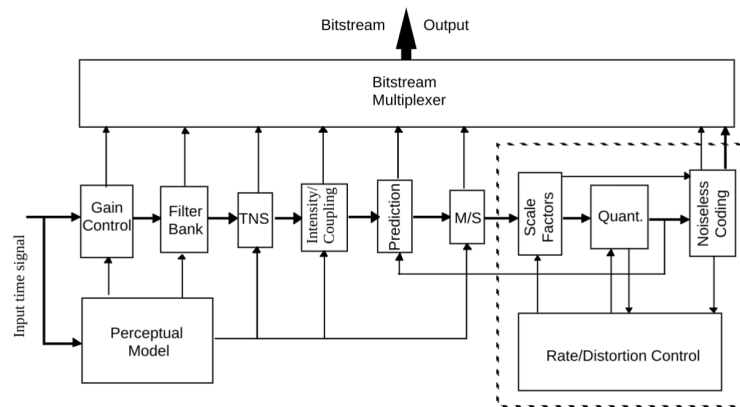 Bitstream Output
Bitstream
Multiplexer
Input time signal
Gain
Control
Filter
Bank
TNS
Intensity/
Coupling
Prediction
M/S
Scale
Factors
Quant.
Noiseless
Coding
Perceptual
Model
Rate/Distortion Control